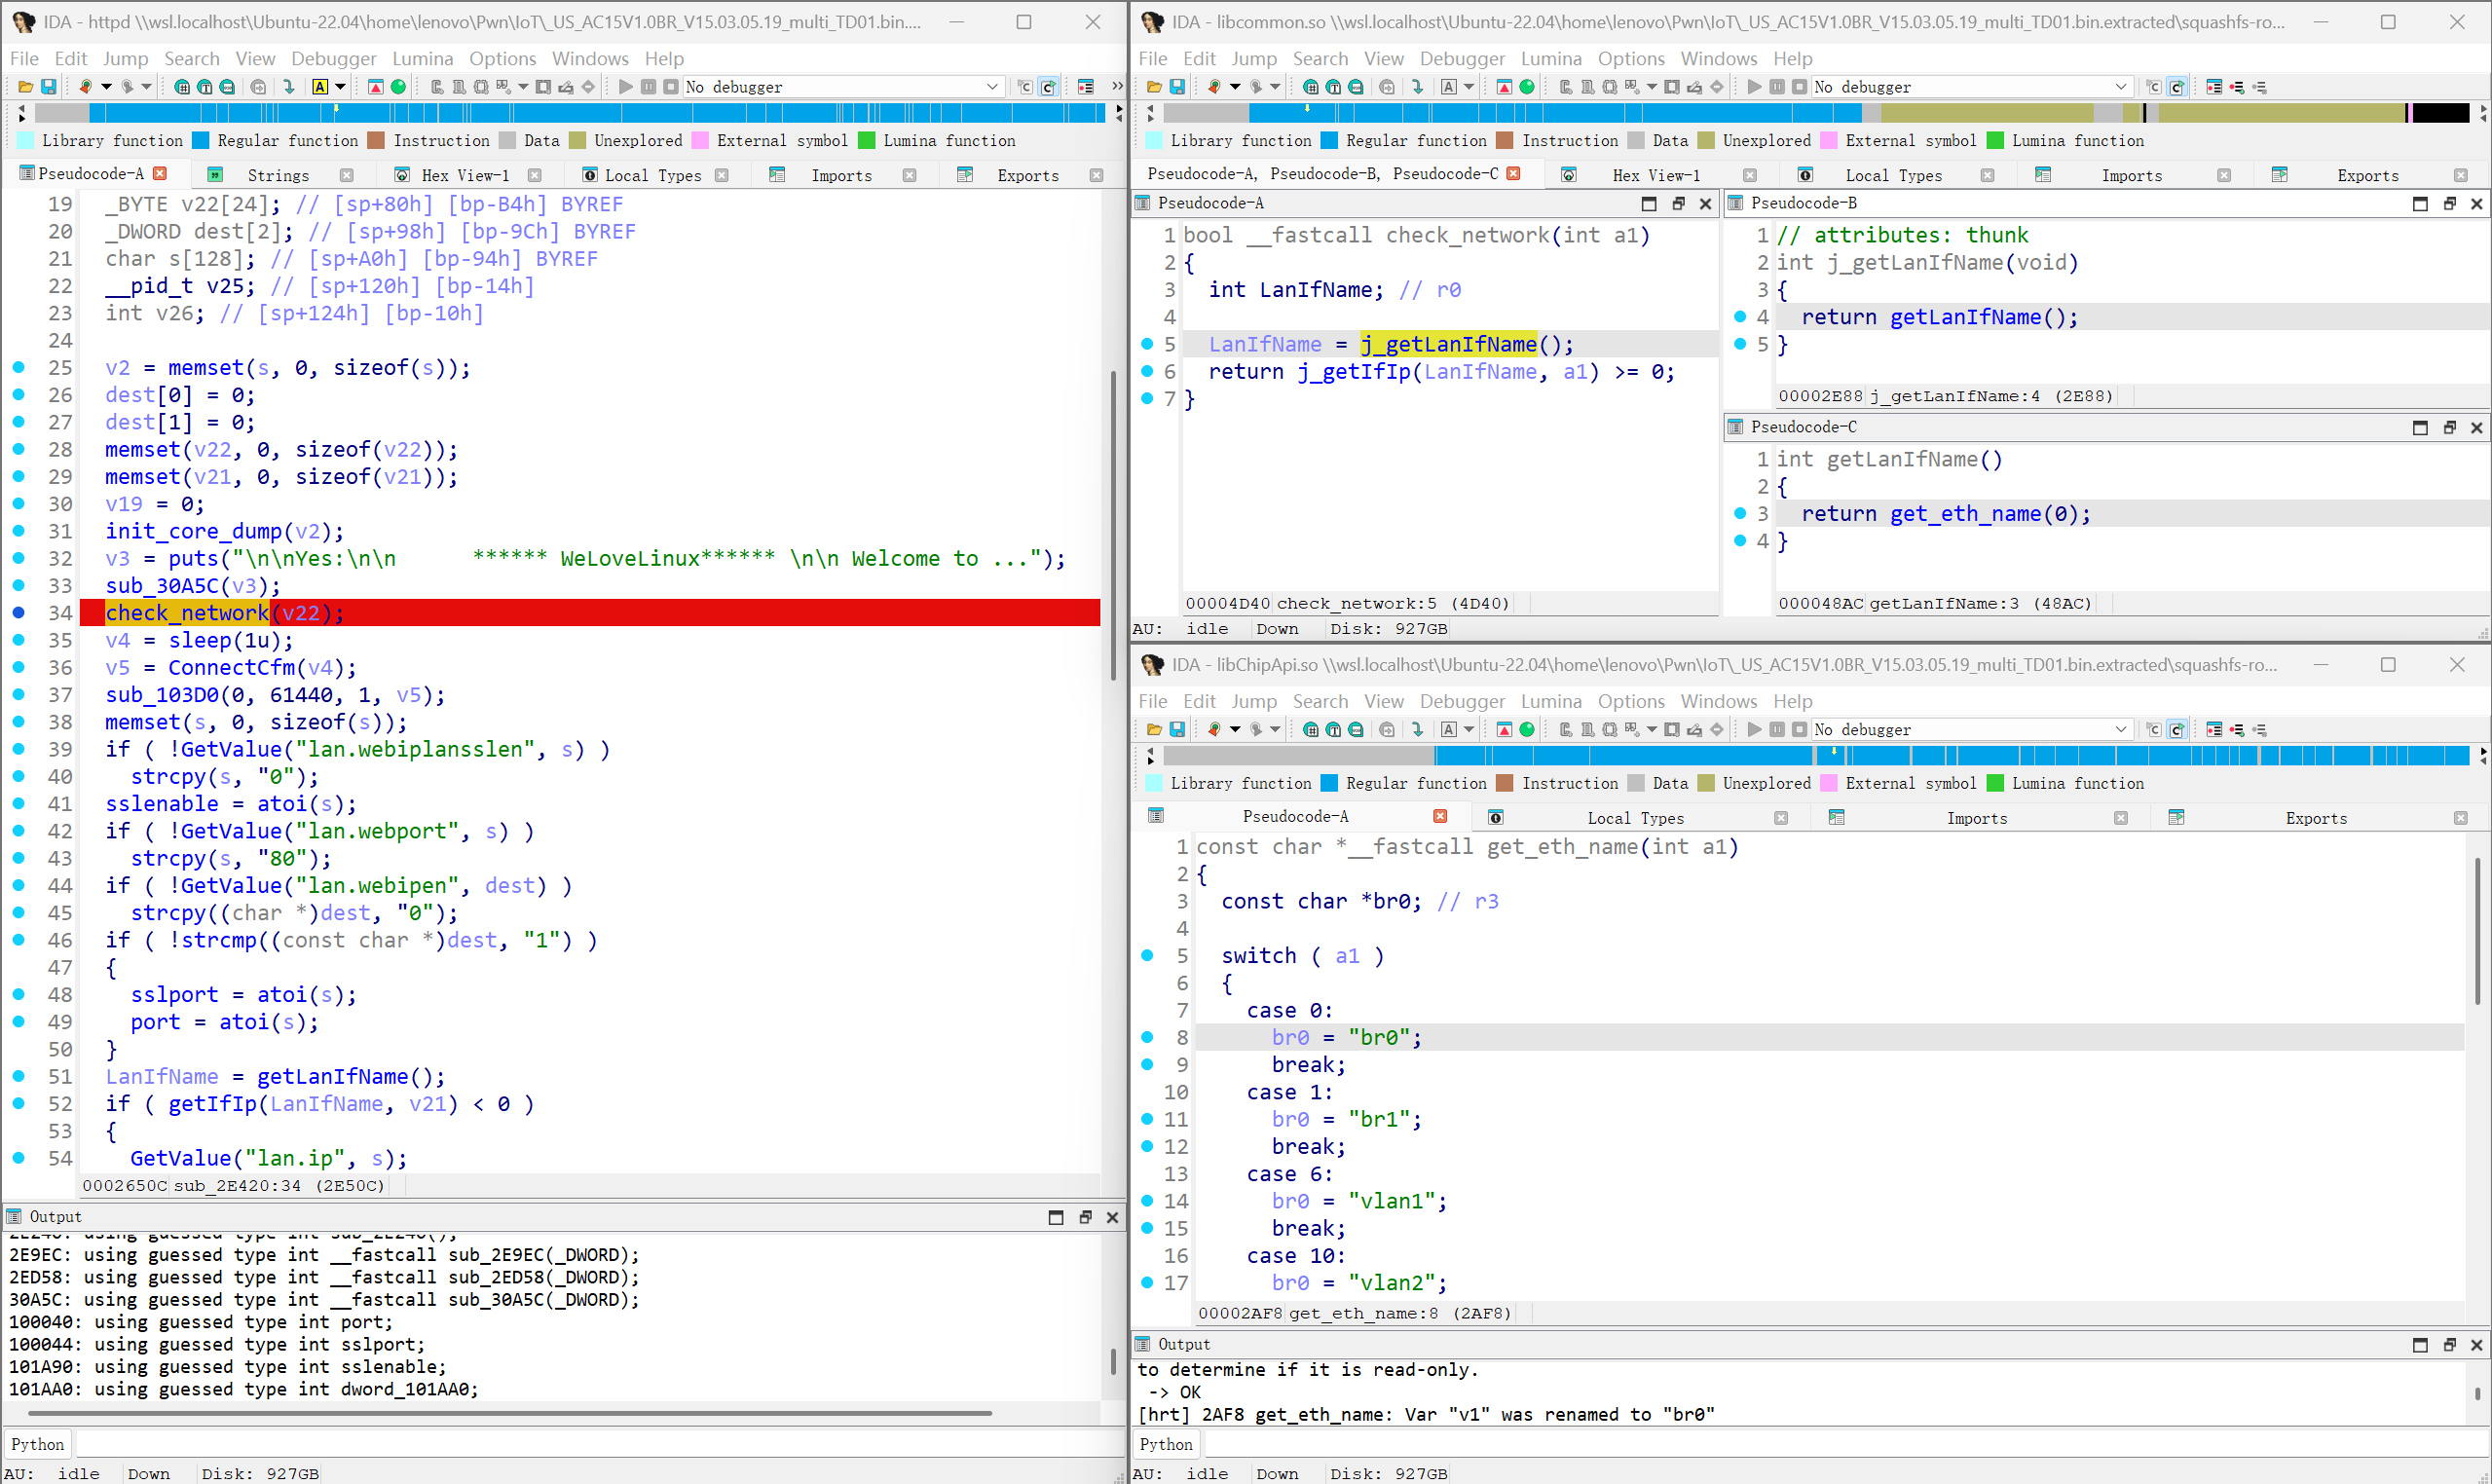 IDA - httpd \\wsl.localhost\Ubuntu-22.04\home\lenovo\Pwn\IoT\_US_AC15V1.0BR_V15.03.05.19_multi_TD01.bin....
File Edit Jump Search View Debugger Lumina Options Windows Help
No debugger
Library function Regular function Instruction Data Unexplored External symbol Lumina function
Pseudocode-A Strings Hex View-1 Local Types Imports Exports
19 _BYTE v22[24]; // [sp+80h] [bp-B4h] BYREF
20 _DWORD dest[2]; // [sp+98h] [bp-9Ch] BYREF
21 char s[128]; // [sp+A0h] [bp-94h] BYREF
22 __pid_t v25; // [sp+120h] [bp-14h]
23 int v26; // [sp+124h] [bp-10h]
24
25 v2 = memset(s, 0, sizeof(s));
26 dest[0] = 0;
27 dest[1] = 0;
28 memset(v22, 0, sizeof(v22));
29 memset(v21, 0, sizeof(v21));
30 v19 = 0;
31 init_core_dump(v2);
32 v3 = puts("\n\nYes:\n\n      ****** WeLoveLinux****** \n\n Welcome to ...");
33 sub_30A5C(v3);
34 check_network(v22);
35 v4 = sleep(1u);
36 v5 = ConnectCfm(v4);
37 sub_103D0(0, 61440, 1, v5);
38 memset(s, 0, sizeof(s));
39 if ( !GetValue("lan.webiplansslen", s) )
40 strcpy(s, "0");
41 sslenable = atoi(s);
42 if ( !GetValue("lan.webport", s) )
43 strcpy(s, "80");
44 if ( !GetValue("lan.webipen", dest) )
45 strcpy((char *)dest, "0");
46 if ( !strcmp((const char *)dest, "1") )
47 {
48 sslport = atoi(s);
49 port = atoi(s);
50 }
51 LanIfName = getLanIfName();
52 if ( getIfIp(LanIfName, v21) < 0 )
53 {
54 GetValue("lan.ip", s);
0002650C sub_2E420:34 (2E50C)
Output
2E9EC: using guessed type int __fastcall sub_2E9EC(_DWORD);
2ED58: using guessed type int __fastcall sub_2ED58(_DWORD);
30A5C: using guessed type int __fastcall sub_30A5C(_DWORD);
100040: using guessed type int port;
100044: using guessed type int sslport;
101A90: using guessed type int sslenable;
101AA0: using guessed type int dword_101AA0;
Python
AU: idle Down Disk: 927GB
IDA - libcommon.so \\wsl.localhost\Ubuntu-22.04\home\lenovo\Pwn\IoT\_US_AC15V1.0BR_V15.03.05.19_multi_TD01.bin.extracted\squashfs-ro...
File Edit Jump Search View Debugger Lumina Options Windows Help
No debugger
Library function Regular function Instruction Data Unexplored External symbol Lumina function
Pseudocode-A, Pseudocode-B, Pseudocode-C Hex View-1 Local Types Imports Exports
Pseudocode-A
1 bool __fastcall check_network(int a1)
2 {
3 int LanIfName; // r0
4
5 LanIfName = j_getLanIfName();
6 return j_getIfIp(LanIfName, a1) >= 0;
7 }
00004D40 check_network:5 (4D40)
Pseudocode-B
1 // attributes: thunk
2 int j_getLanIfName(void)
3 {
4 return getLanIfName();
5 }
00002E88 j_getLanIfName:4 (2E88)
Pseudocode-C
1 int getLanIfName()
2 {
3 return get_eth_name(0);
4 }
000048AC getLanIfName:3 (48AC)
AU: idle Down Disk: 927GB
IDA - libChipApi.so \\wsl.localhost\Ubuntu-22.04\home\lenovo\Pwn\IoT\_US_AC15V1.0BR_V15.03.05.19_multi_TD01.bin.extracted\squashfs-ro...
File Edit Jump Search View Debugger Lumina Options Windows Help
No debugger
Library function Regular function Instruction Data Unexplored External symbol Lumina function
Pseudocode-A Local Types Imports Exports
1 const char *__fastcall get_eth_name(int a1)
2 {
3 const char *br0; // r3
4
5 switch ( a1 )
6 {
7 case 0:
8 br0 = "br0";
9 break;
10 case 1:
11 br0 = "br1";
12 break;
13 case 6:
14 br0 = "vlan1";
15 break;
16 case 10:
17 br0 = "vlan2";
00002AF8 get_eth_name:8 (2AF8)
Output
to determine if it is read-only.
-> OK
[hrt] 2AF8 get_eth_name: Var "v1" was renamed to "br0"
Python
AU: idle Down Disk: 927GB